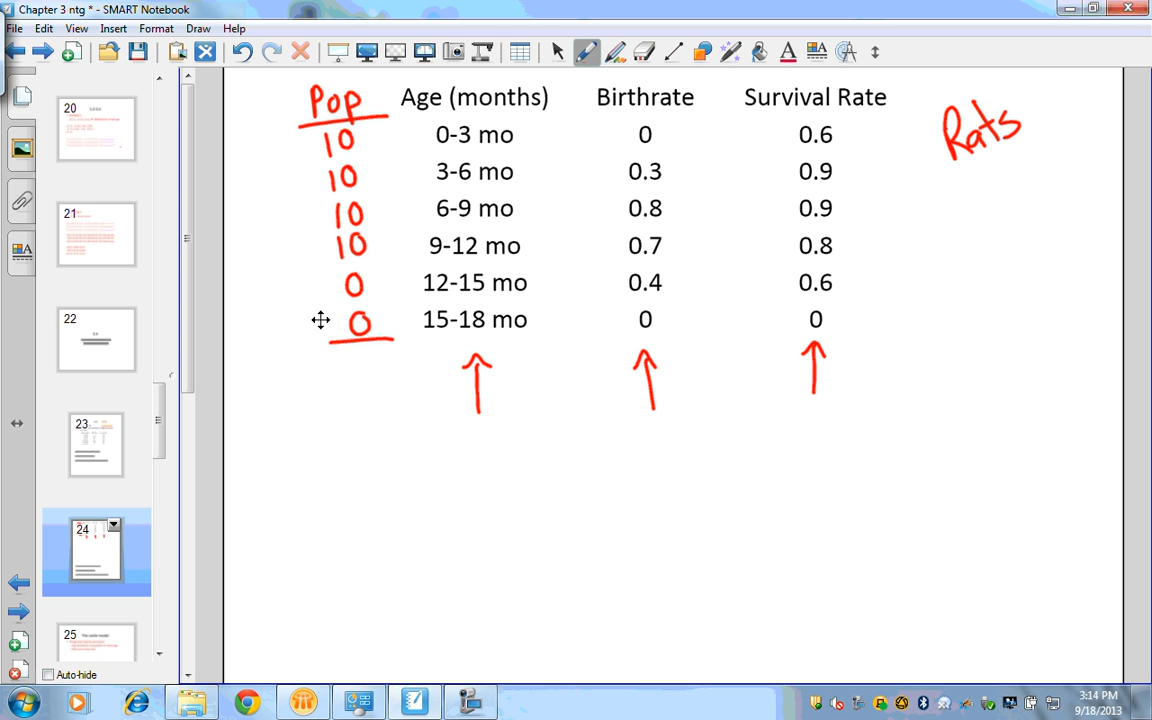 Chapter 3 ntg * - SMART Notebook
File Edit View Insert Format Draw Help
Pop Age (months) Birthrate Survival Rate
10 0-3 mo 0 0.6
10 3-6 mo 0.3 0.9
10 6-9 mo 0.8 0.9
10 9-12 mo 0.7 0.8
0 12-15 mo 0.4 0.6
0 15-18 mo 0 0
Rats
20
21
22
23
24
25
Auto-hide
3:14 PM
9/18/2013